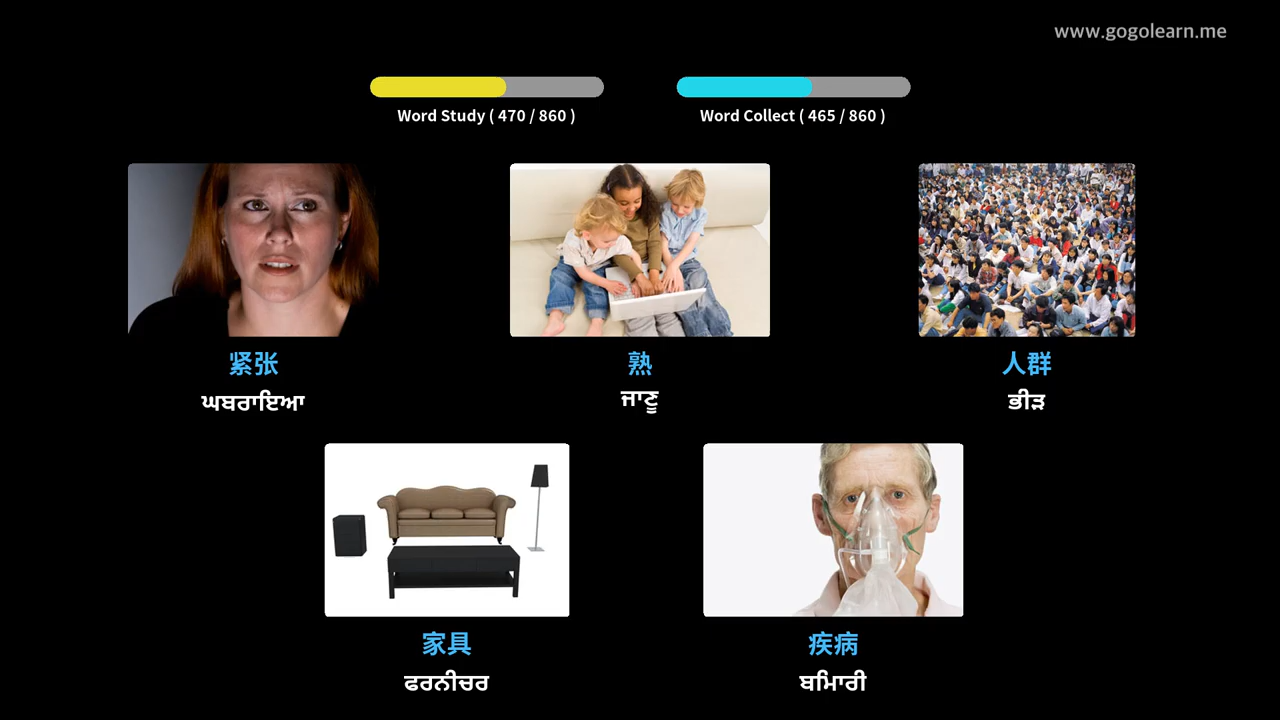 www.gogolearn.me
Word Study ( 470 / 860 )
Word Collect ( 465 / 860 )
紧张
ਘਬਰਾਇਆ
熟
ਜਾਣੂ
人群
ਭੀੜ
家具
ਫਰਨੀਚਰ
疾病
ਬਿਮਾਰੀ